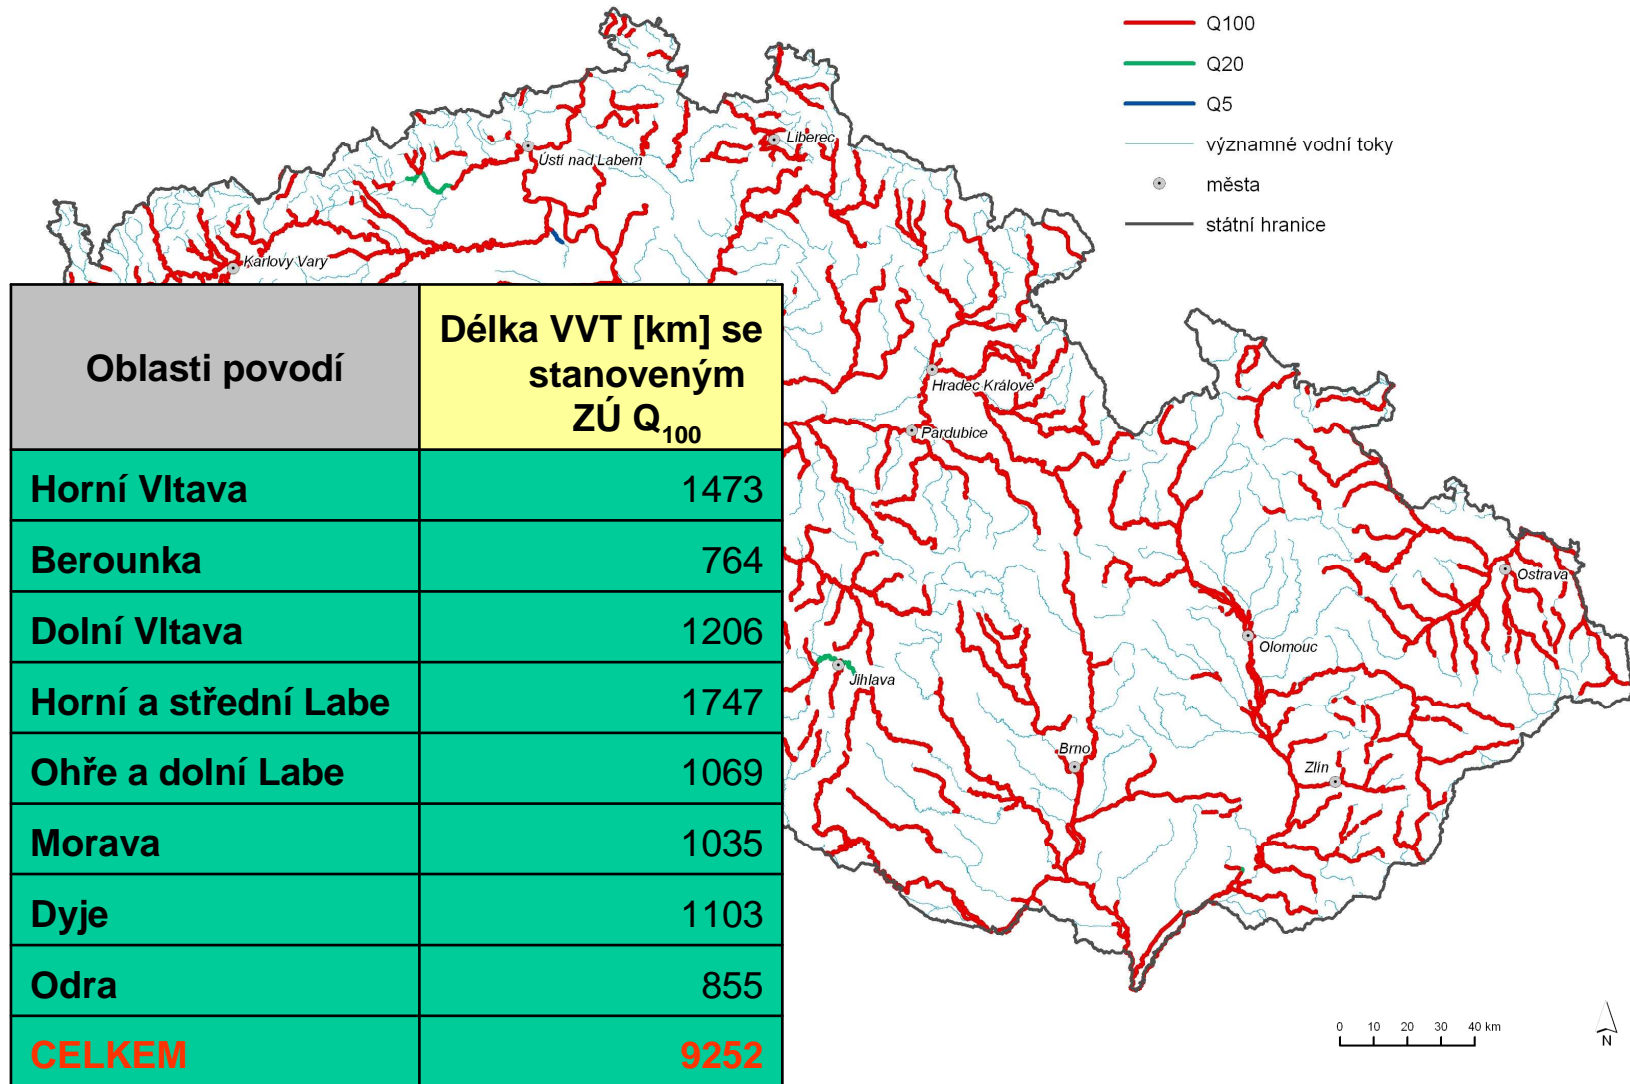 Q100
Q20
Q5
významné vodní toky
města
státní hranice
Liberec
Ústí nad Labem
Karlovy Vary
Hradec Králové
Pardubice
Ostrava
Olomouc
Jihlava
Brno
Zlín
Oblasti povodí
Délka VVT [km] se
stanoveným
ZÚ Q100
Horní Vltava 1473
Berounka 764
Dolní Vltava 1206
Horní a střední Labe 1747
Ohře a dolní Labe 1069
Morava 1035
Dyje 1103
Odra 855
CELKEM 9252
0 10 20 30 40 km
N